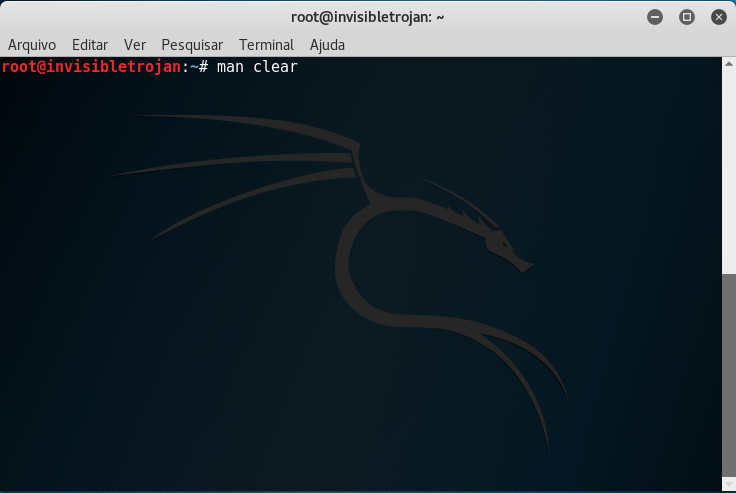 root@invisibletrojan: ~
Arquivo Editar Ver Pesquisar Terminal Ajuda
root@invisibletrojan:~# man clear